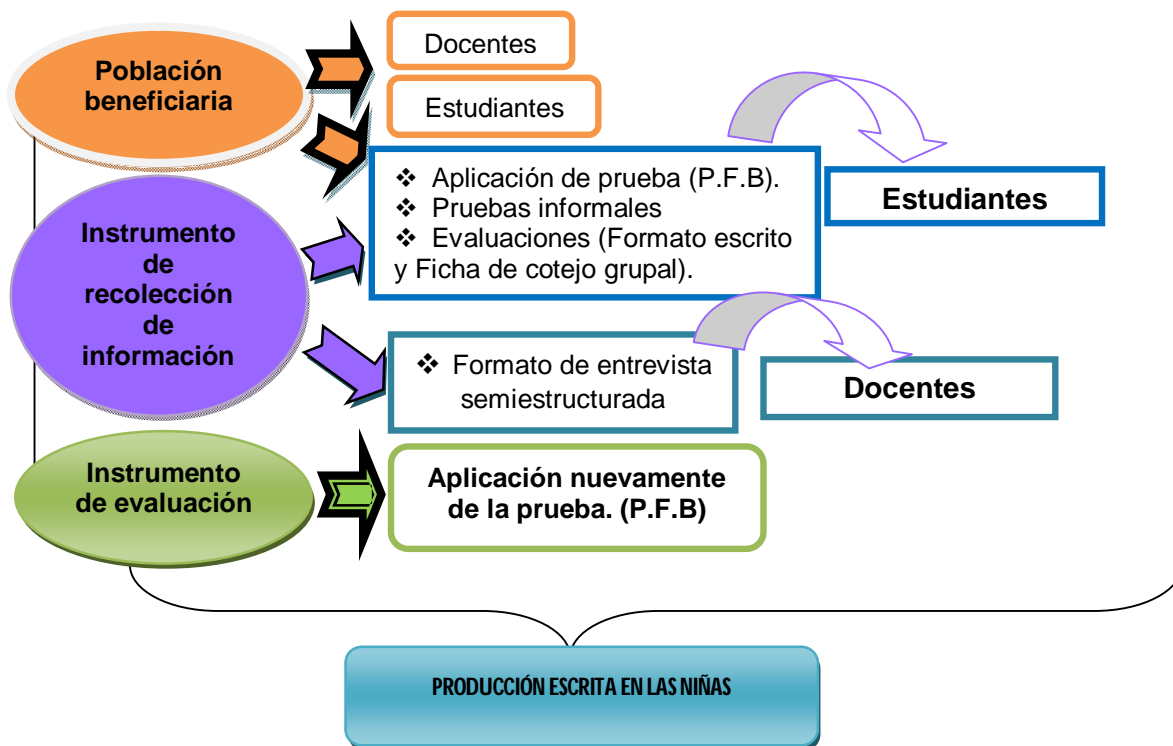 Población
beneficiaria
Docentes
Estudiantes
Instrumento
de
recolección
de
información
❖ Aplicación de prueba (P.F.B).
❖ Pruebas informales
❖ Evaluaciones (Formato escrito
y Ficha de cotejo grupal).
Estudiantes
❖ Formato de entrevista
semiestructurada
Docentes
Instrumento
de evaluación
Aplicación nuevamente
de la prueba. (P.F.B)
PRODUCCIÓN ESCRITA EN LAS NIÑAS